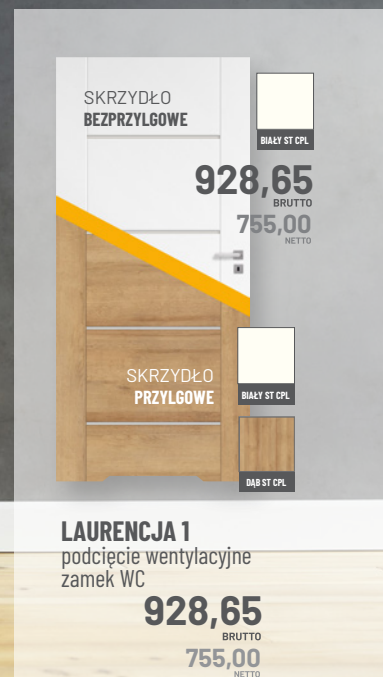 SKRZYDŁO
BEZPRZYLGOWE
BIAŁY ST CPL
928,65
BRUTTO
755,00
NETTO
SKRZYDŁO
PRZYLGOWE
BIAŁY ST CPL
DĄB ST CPL
LAURENCJA 1
podcięcie wentylacyjne
zamek WC
928,65
BRUTTO
755,00
NETTO